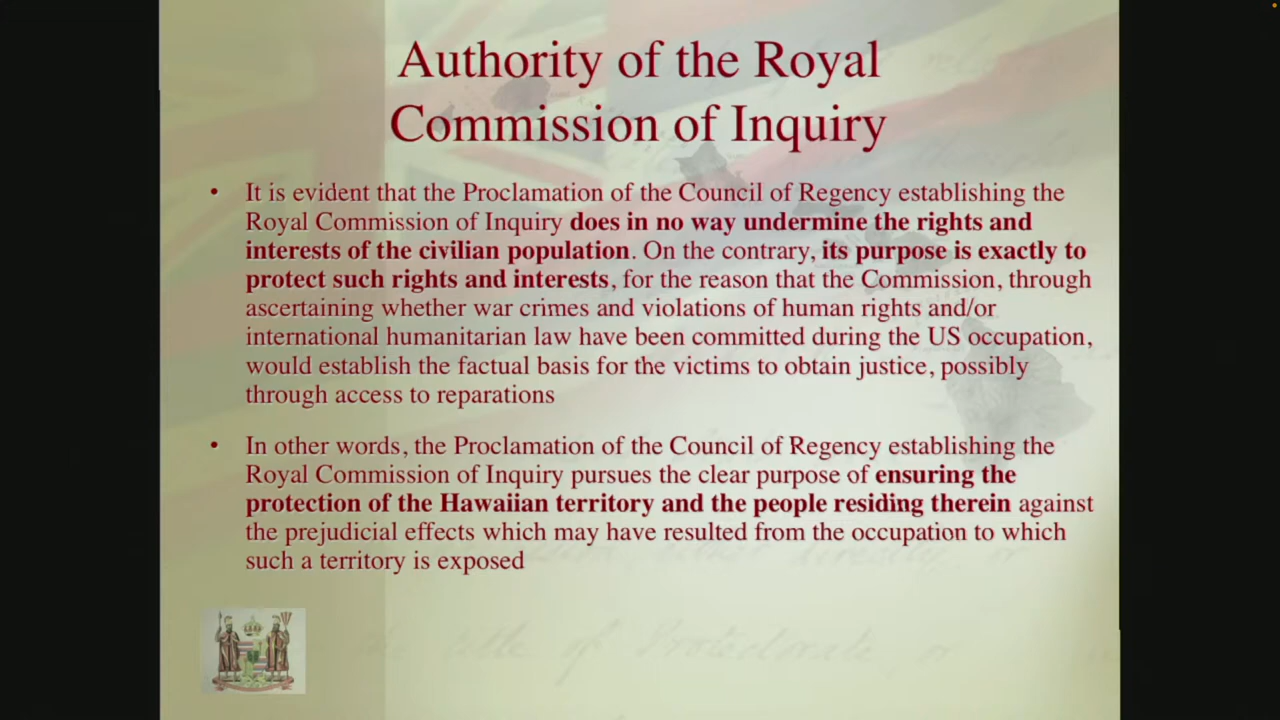 Authority of the Royal
Commission of Inquiry
• It is evident that the Proclamation of the Council of Regency establishing the
Royal Commission of Inquiry does in no way undermine the rights and
interests of the civilian population. On the contrary, its purpose is exactly to
protect such rights and interests, for the reason that the Commission, through
ascertaining whether war crimes and violations of human rights and/or
international humanitarian law have been committed during the US occupation,
would establish the factual basis for the victims to obtain justice, possibly
through access to reparations
• In other words, the Proclamation of the Council of Regency establishing the
Royal Commission of Inquiry pursues the clear purpose of ensuring the
protection of the Hawaiian territory and the people residing therein against
the prejudicial effects which may have resulted from the occupation to which
such a territory is exposed
the title of Protectorate, or